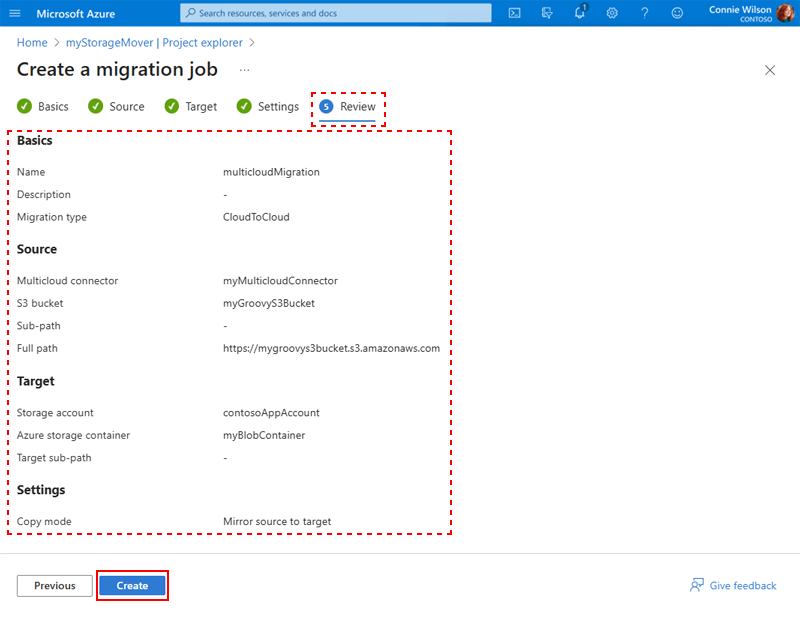 Microsoft Azure
Search resources, services and docs
1
Connie Wilson
CONTOSO
Home > myStorageMover | Project explorer >
Create a migration job ...
Basics Source Target Settings 5 Review
Basics
Name multicloudMigration
Description -
Migration type CloudToCloud
Source
Multicloud connector myMulticloudConnector
S3 bucket myGroovyS3Bucket
Sub-path -
Full path https://mygroovys3bucket.s3.amazonaws.com
Target
Storage account contosoAppAccount
Azure storage container myBlobContainer
Target sub-path -
Settings
Copy mode Mirror source to target
Previous Create Give feedback